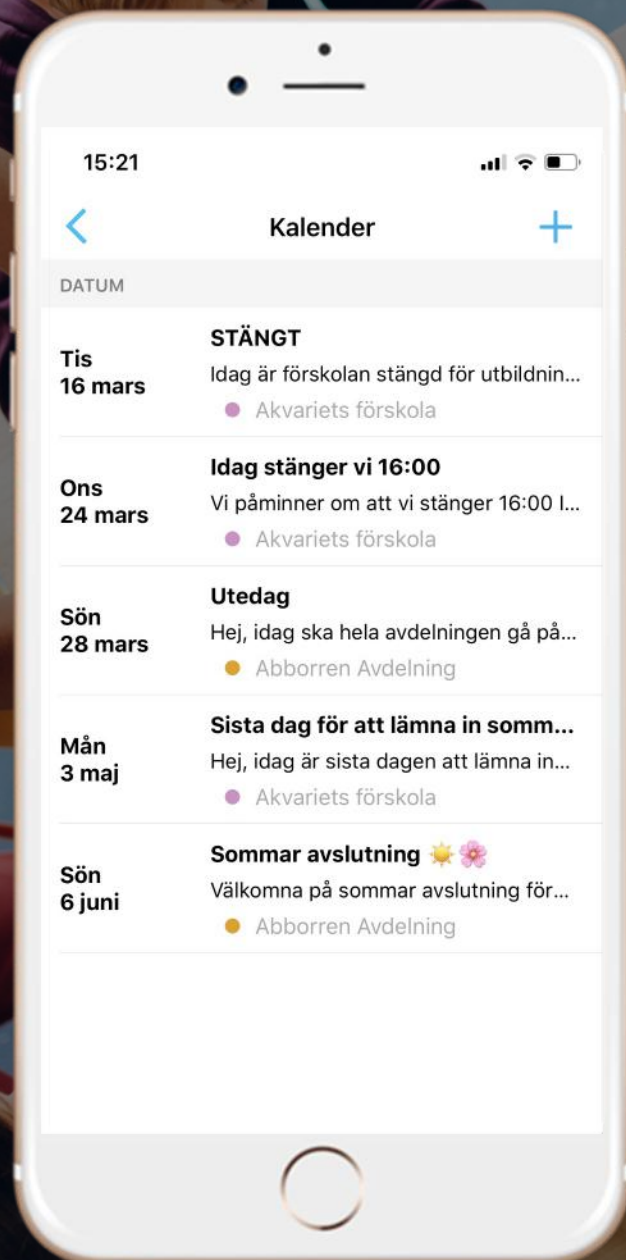 15:21
Kalender
DATUM
Tis
16 mars
STÄNGT
Idag är förskolan stängd för utbildnin...
Akvariets förskola
Ons
24 mars
Idag stänger vi 16:00
Vi påminner om att vi stänger 16:00 I...
Akvariets förskola
Sön
28 mars
Utedag
Hej, idag ska hela avdelningen gå på...
Abborren Avdelning
Mån
3 maj
Sista dag för att lämna in somm...
Hej, idag är sista dagen att lämna in...
Akvariets förskola
Sön
6 juni
Sommar avslutning ☀️🌸
Välkomna på sommar avslutning för...
Abborren Avdelning